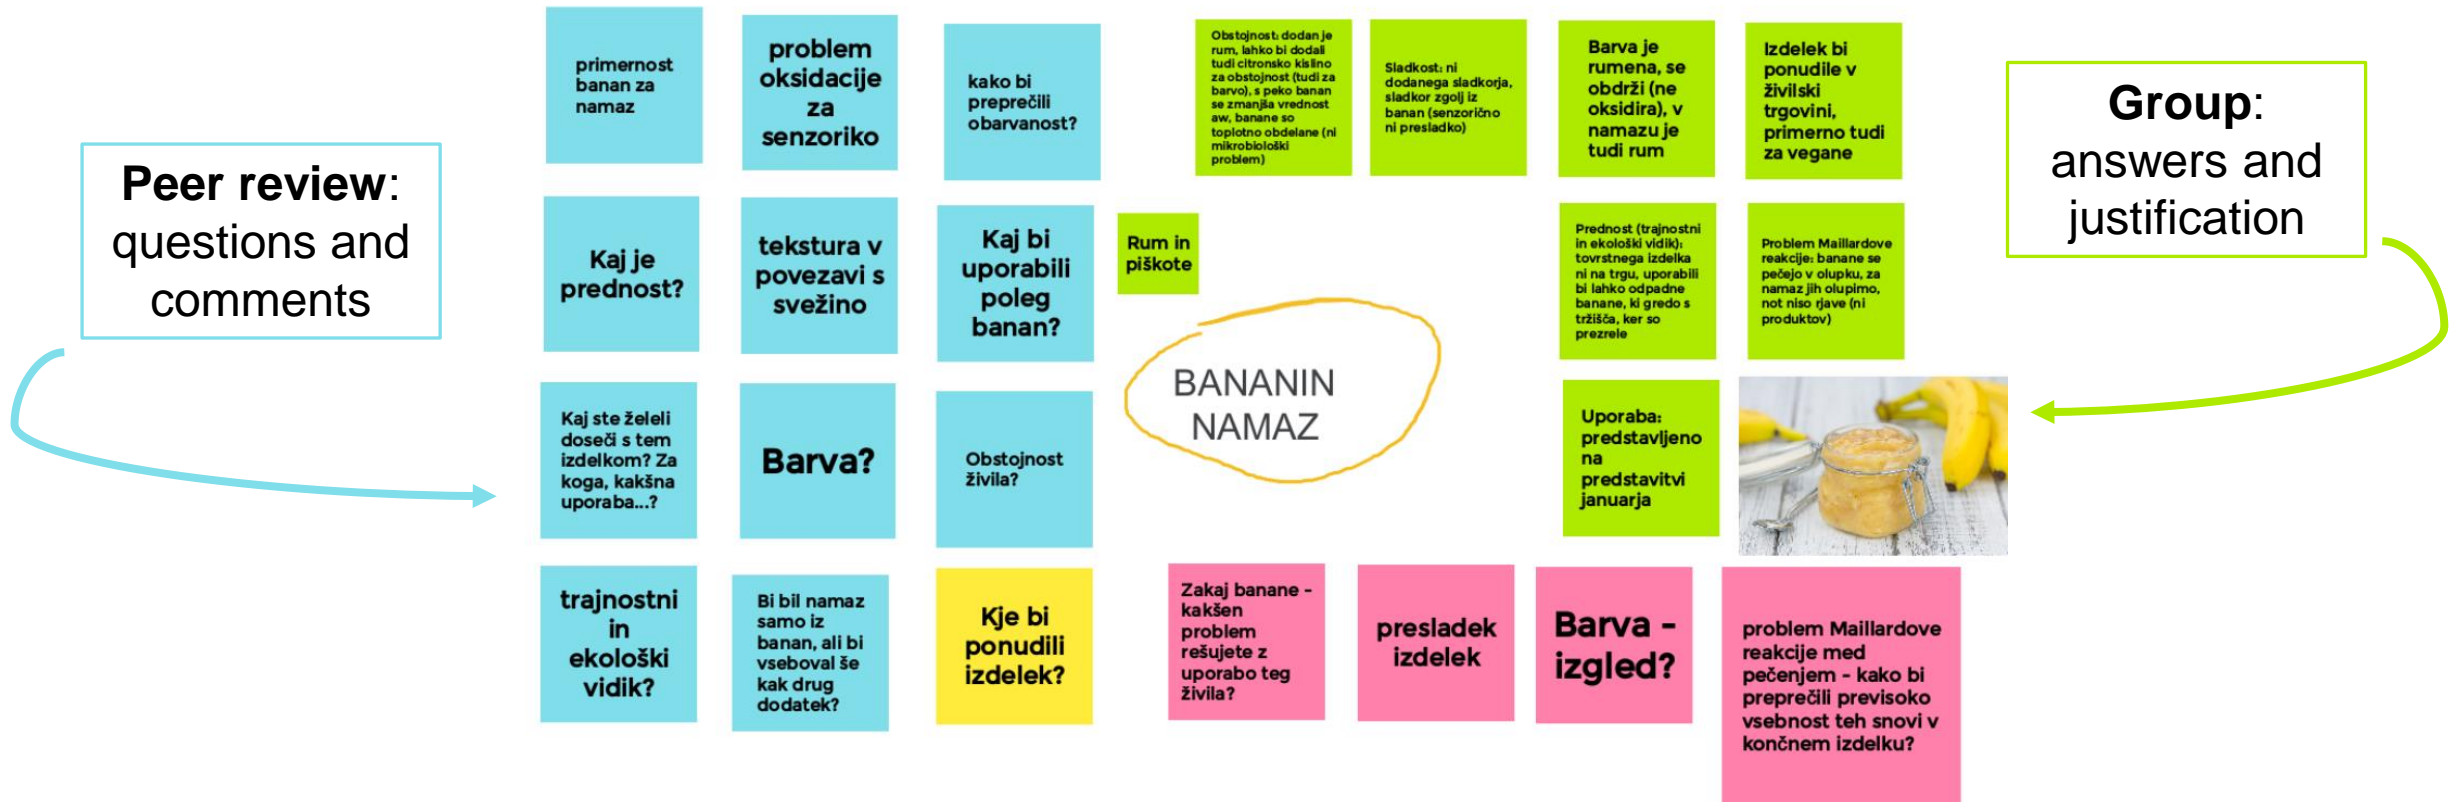 Peer review:
questions and
comments
primernost
banan za
namaz
problem
oksidacije
za
senzoriko
kako bi
preprečili
obarvanost?
Kaj je
prednost?
tekstura v
povezavi s
svežino
Kaj bi
uporabili
poleg
banan?
Kaj ste želeli
doseči s tem
izdelkom? Za
koga, kakšna
uporaba...?
Barva?
Obstojnost
živila?
trajnostni
in
ekološki
vidik?
Bi bil namaz
samo iz
banan, ali bi
vseboval še
kak drug
dodatek?
Kje bi
ponudili
izdelek?
Rum in
piškote
BANANIN
NAMAZ
Obstojnost: dodan je
rum, lahko bi dodali
tudi citronsko kislino
za obstojnost (tudi za
barvo), s peko banan
se zmanjša vrednost
aw, banane so
toplotno obdelane (ni
mikrobiološki
problem)
Sladkost: ni
dodanega sladkorja,
sladkor zgolj iz
banan (senzorično
ni presladko)
Barva je
rumena, se
obdrži (ne
oksidira), v
namazu je
tudi rum
Izdelek bi
ponudile v
živilski
trgovini,
primerno tudi
za vegane
Prednost (trajnostni
in ekološki vidik):
tovrstnega izdelka
ni na trgu, uporabili
bi lahko odpadne
banane, ki gredo s
tržišča, ker so
prezrele
Problem Maillardove
reakcije: banane se
pečejo v olupku, za
namaz jih olupimo,
not niso rjave (ni
produktov)
Uporaba:
predstavljeno
na
predstavitvi
januarja
Zakaj banane -
kakšen
problem
rešujete z
uporabo teg
živila?
presladek
izdelek
Barva -
izgled?
problem Maillardove
reakcije med
pečenjem - kako bi
preprečili previsoko
vsebnost teh snovi v
končnem izdelku?
Group:
answers and
justification